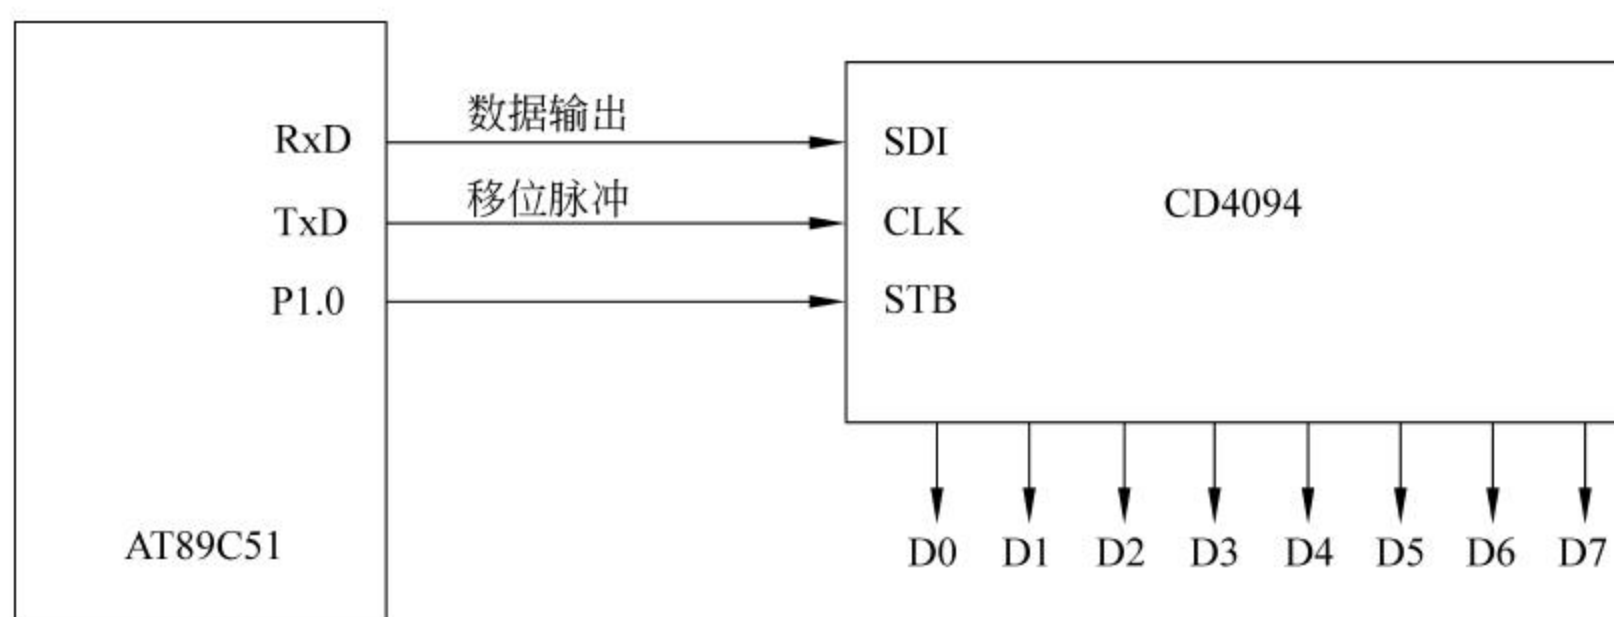 数据输出
RxD
SDI
移位脉冲
CD4094
TxD
CLK
P1.0
STB
AT89C51
D0 D1 D2 D3 D4 D5 D6 D7